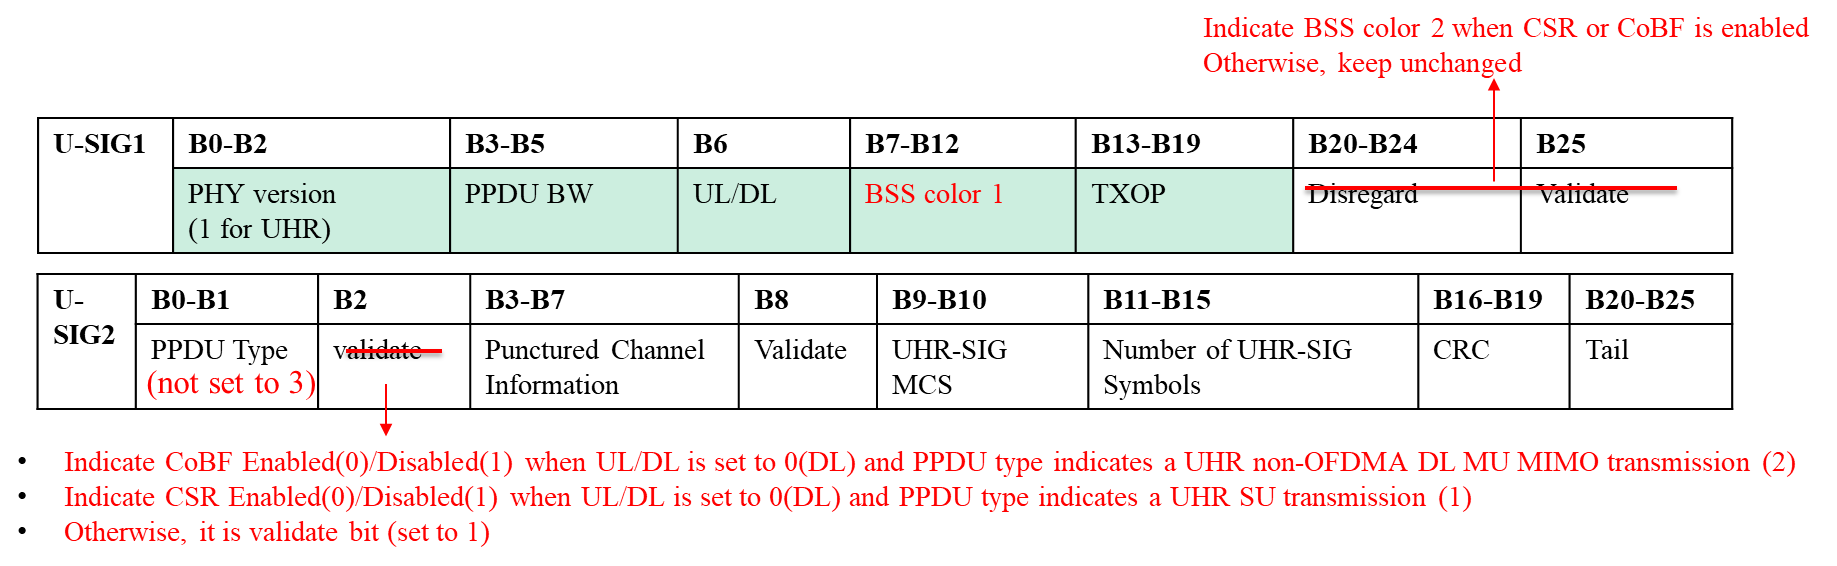 Indicate BSS color 2 when CSR or CoBF is enabled
Otherwise, keep unchanged
U-SIG1 B0-B2 B3-B5 B6 B7-B12 B13-B19 B20-B24 B25
PHY version PPDU BW UL/DL BSS color 1 TXOP Disregard Validate
(1 for UHR)
U- B0-B1 B2 B3-B7 B8 B9-B10 B11-B15 B16-B19 B20-B25
SIG2
PPDU Type validate Punctured Channel Validate UHR-SIG Number of UHR-SIG CRC Tail
(not set to 3) Information MCS Symbols
• Indicate CoBF Enabled(0)/Disabled(1) when UL/DL is set to 0(DL) and PPDU type indicates a UHR non-OFDMA DL MU MIMO transmission (2)
• Indicate CSR Enabled(0)/Disabled(1) when UL/DL is set to 0(DL) and PPDU type indicates a UHR SU transmission (1)
• Otherwise, it is validate bit (set to 1)